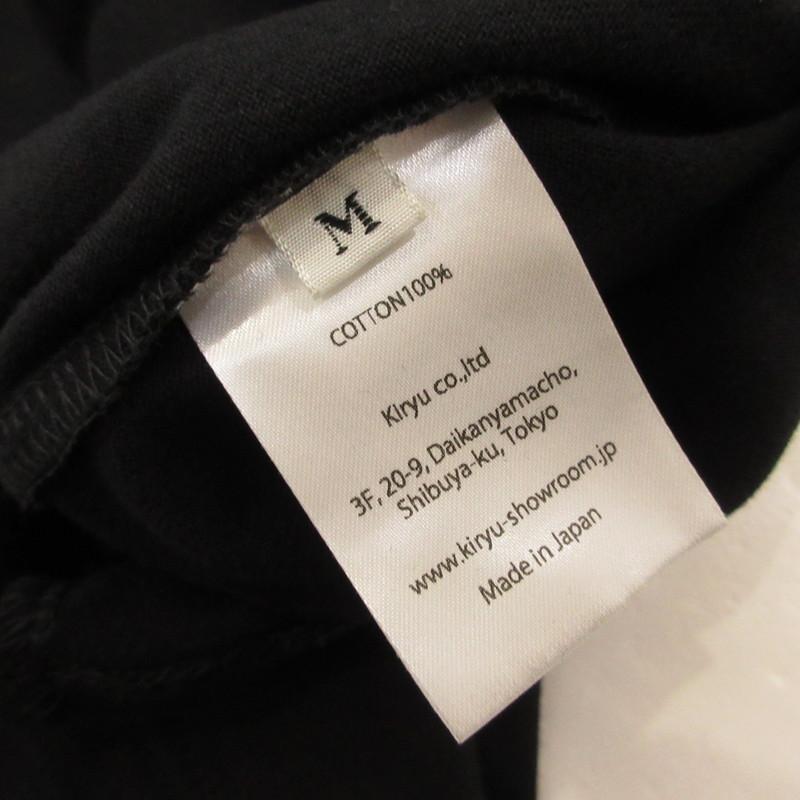 M
COTTON100%
Kiryu co.,ltd
3F, 20-9, Daikanyamacho,
Shibuya-ku, Tokyo
www.kiryu-showroom.jp
Made in Japan